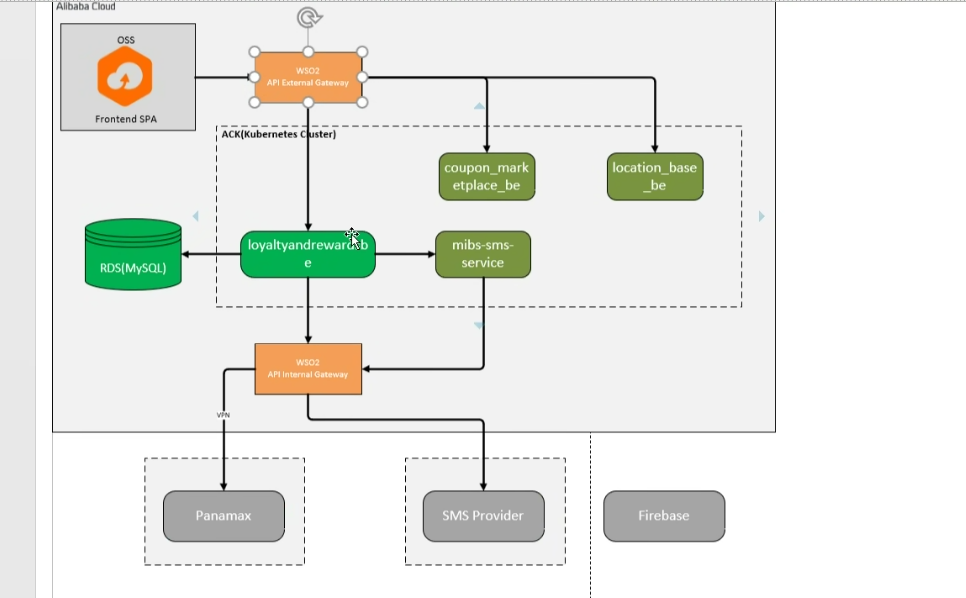 Alibaba Cloud
OSS
Frontend SPA
WSO2
API External Gateway
ACK(Kubernetes Cluster)
coupon_mark
etplace_be
location_base
_be
RDS(MySQL)
mibs-sms-
service
WSO2
API Internal Gateway
VPN
Panamax
SMS Provider
Firebase